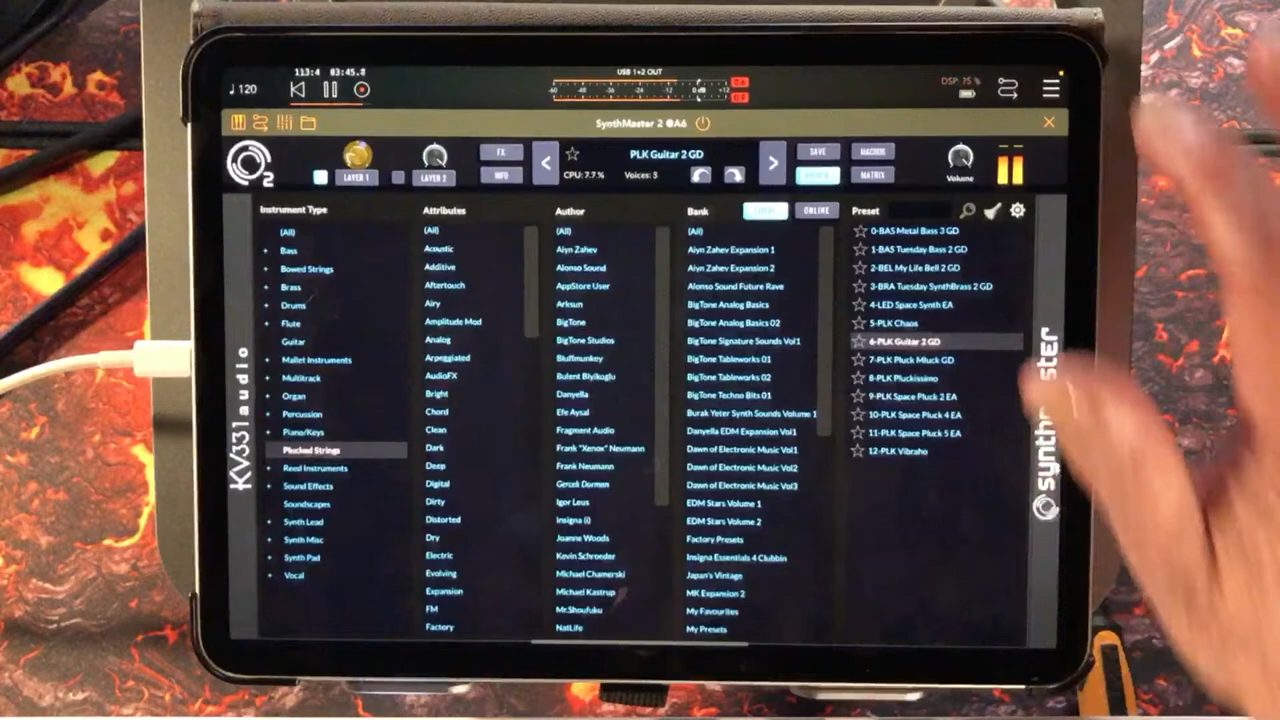 ♩ 120
113:4 03:45.8
USB 1+2 OUT
-60 -48 -36 -24 -12 0 dB +12
DSP: 75 %
SynthMaster 2 @A6
2
LAYER 1
LAYER 2
FX
INFO
PLK Guitar 2 GD
CPU: 7.7 %
Voices: 3
SAVE
MACROS
MATRIX
Volume
KV331audio
Instrument Type
(All)
+ Bass
+ Bowed Strings
+ Brass
+ Drums
+ Flute
Guitar
+ Mallet Instruments
+ Multitrack
+ Organ
+ Percussion
+ Piano/Keys
Plucked Strings
+ Reed Instruments
+ Sound Effects
Soundscapes
+ Synth Lead
+ Synth Misc
+ Synth Pad
+ Vocal
Attributes
(All)
Acoustic
Additive
Aftertouch
Airy
Amplitude Mod
Analog
Arpeggiated
AudioFX
Bright
Chord
Clean
Dark
Deep
Digital
Dirty
Distorted
Dry
Electric
Evolving
Expansion
FM
Factory
Author
(All)
Aiyn Zahev
Alonso Sound
AppStore User
Arksun
BigTone
BigTone Studios
Bluffmunkey
Bulent Biyikoglu
Danyella
Efe Aysal
Fragment Audio
Frank "Xenox" Neumann
Frank Neumann
Gercek Dorman
Igor Leus
Insigna (i)
Joanne Woods
Kevin Schroeder
Michael Chamerski
Michael Kastrup
Mr.Shoufuku
NatLife
Bank
ONLINE
(All)
Aiyn Zahev Expansion 1
Aiyn Zahev Expansion 2
Alonso Sound Future Rave
BigTone Analog Basics
BigTone Analog Basics 02
BigTone Signature Sounds Vol1
BigTone Tableworks 01
BigTone Tableworks 02
BigTone Techno Bits 01
Burak Yeter Synth Sounds Volume 1
Danyella EDM Expansion Vol1
Dawn of Electronic Music Vol1
Dawn of Electronic Music Vol2
Dawn of Electronic Music Vol3
EDM Stars Volume 1
EDM Stars Volume 2
Factory Presets
Insigna Essentials 4 Clubbin
Japan's Vintage
MK Expansion 2
My Favourites
My Presets
Preset
0-BAS Metal Bass 3 GD
1-BAS Tuesday Bass 2 GD
2-BEL My Life Bell 2 GD
3-BRA Tuesday SynthBrass 2 GD
4-LED Space Synth EA
5-PLK Chaos
6-PLK Guitar 2 GD
7-PLK Pluck Mluck GD
8-PLK Pluckissimo
9-PLK Space Pluck 2 EA
10-PLK Space Pluck 4 EA
11-PLK Space Pluck 5 EA
12-PLK Vibraho